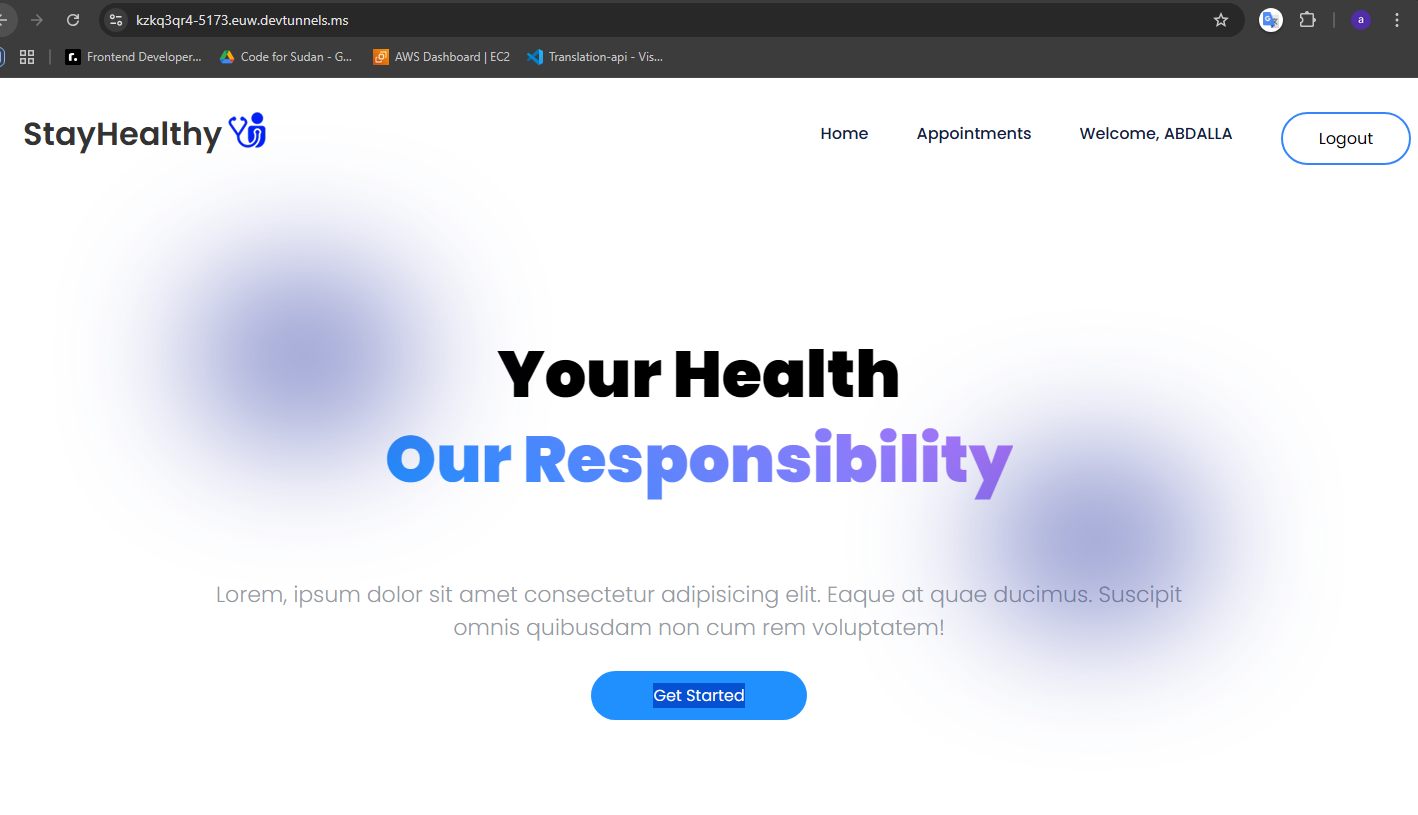 kzkq3qr4-5173.euw.devtunnels.ms
a
Frontend Developer...
Code for Sudan - G...
AWS Dashboard | EC2
Translation-api - Vis...
StayHealthy
Home
Appointments
Welcome, ABDALLA
Logout
Your Health
Our Responsibility
Lorem, ipsum dolor sit amet consectetur adipisicing elit. Eaque at quae ducimus. Suscipit
omnis quibusdam non cum rem voluptatem!
Get Started